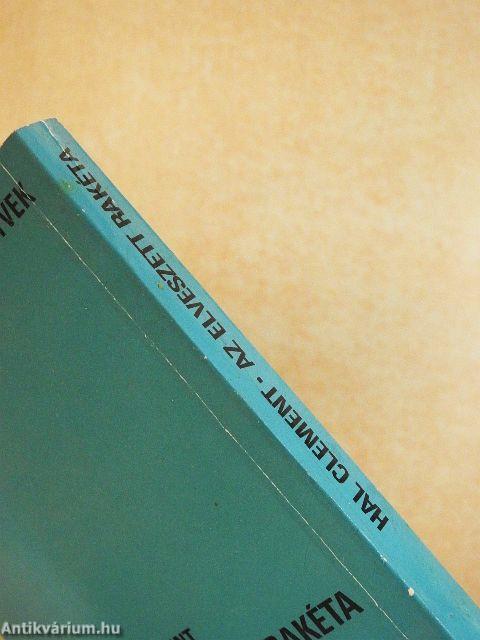 HAL CLEMENT - AZ ELVESZETT RAKÉTA
RAKÉTA
Antikvárium.hu